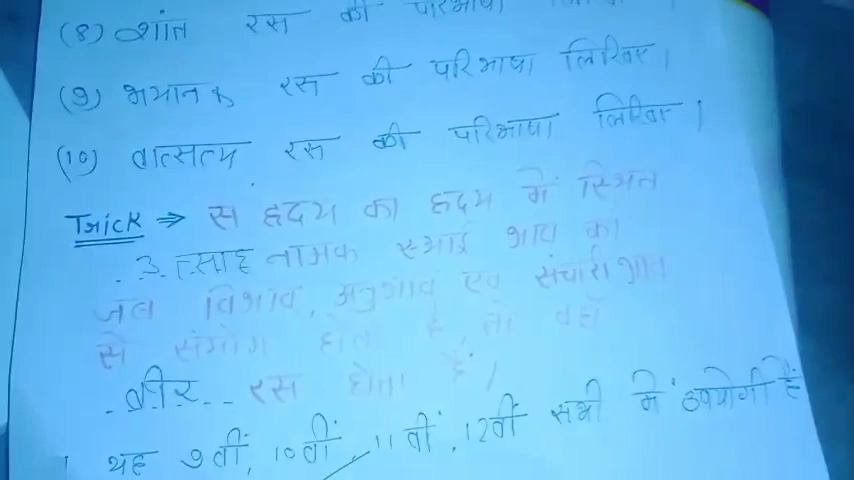 (8) शांत रस की परिभाषा
(9) भयानक रस की परिभाषा लिखिए।
(10) वात्सल्य रस की परिभाषा लिखिए।
Trick ⇒ स हृदय का हृदय में स्थित
उत्साह नामक स्थाई भाव का
जब विभाव, अनुभाव एवं संचारी भाव
से संयोग होता है, तो वहाँ
वीर रस होता है।
यह 9वीं, 10वीं, 11वीं, 12वीं सभी में उपयोगी हैं